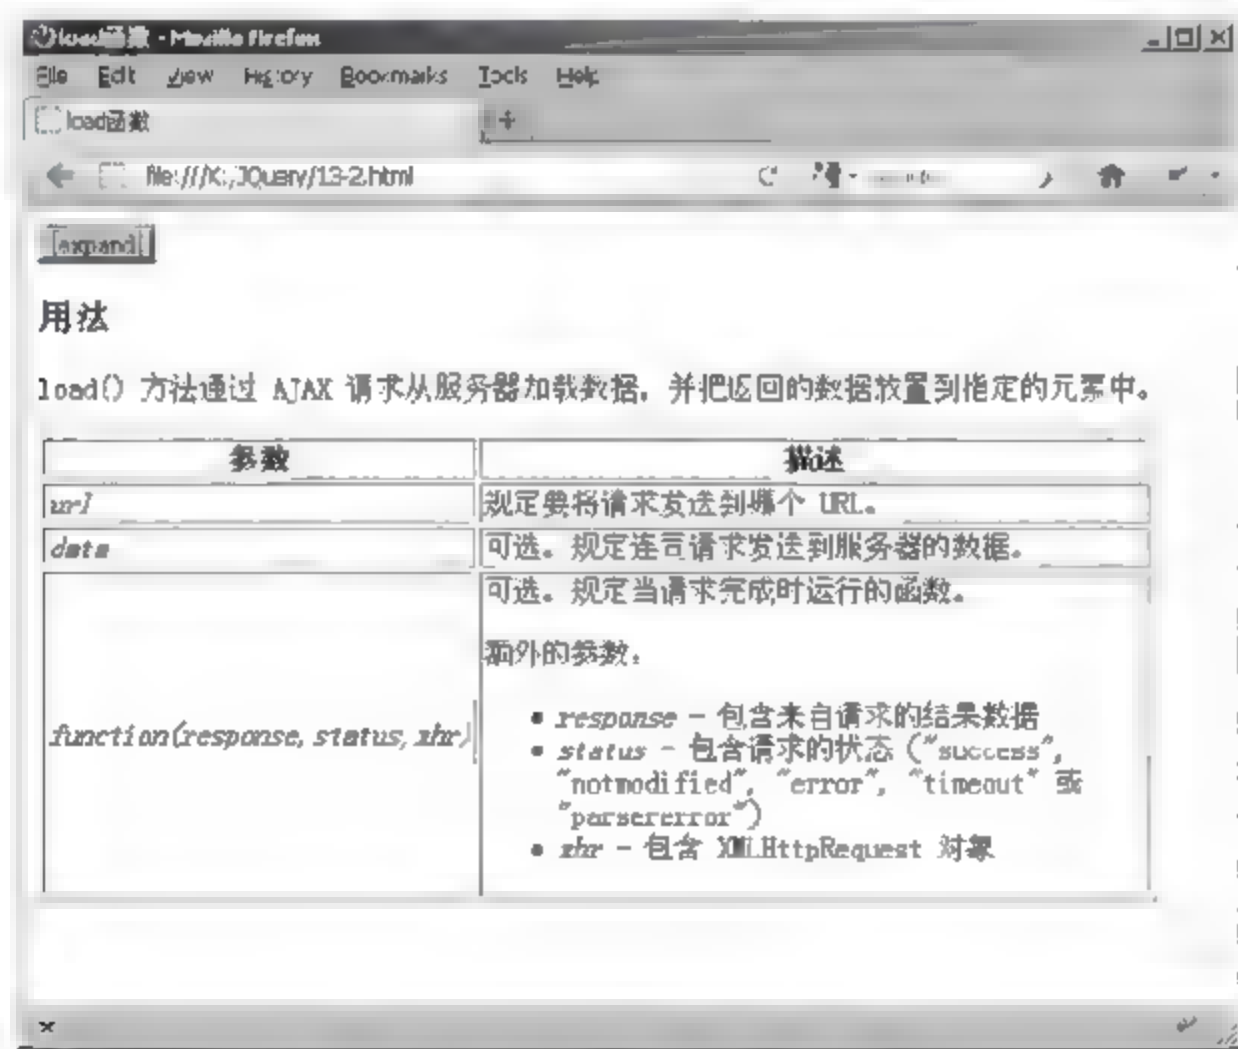 load函数 - Mozilla Firefox
File Edit View History Bookmarks Tools Help
load函数
+
file:///K:/JQuery/13-2.html
[expand]
用法
load() 方法通过 AJAX 请求从服务器加载数据，并把返回的数据放置到指定的元素中。
参数 描述
url 规定要将请求发送到哪个 URL。
data 可选。规定连同请求发送到服务器的数据。
可选。规定当请求完成时运行的函数。
额外的参数：
function(response, status, xhr)
• response - 包含来自请求的结果数据
• status - 包含请求的状态（"success",
"notmodified", "error", "timeout" 或
"parsererror"）
• xhr - 包含 XMLHttpRequest 对象